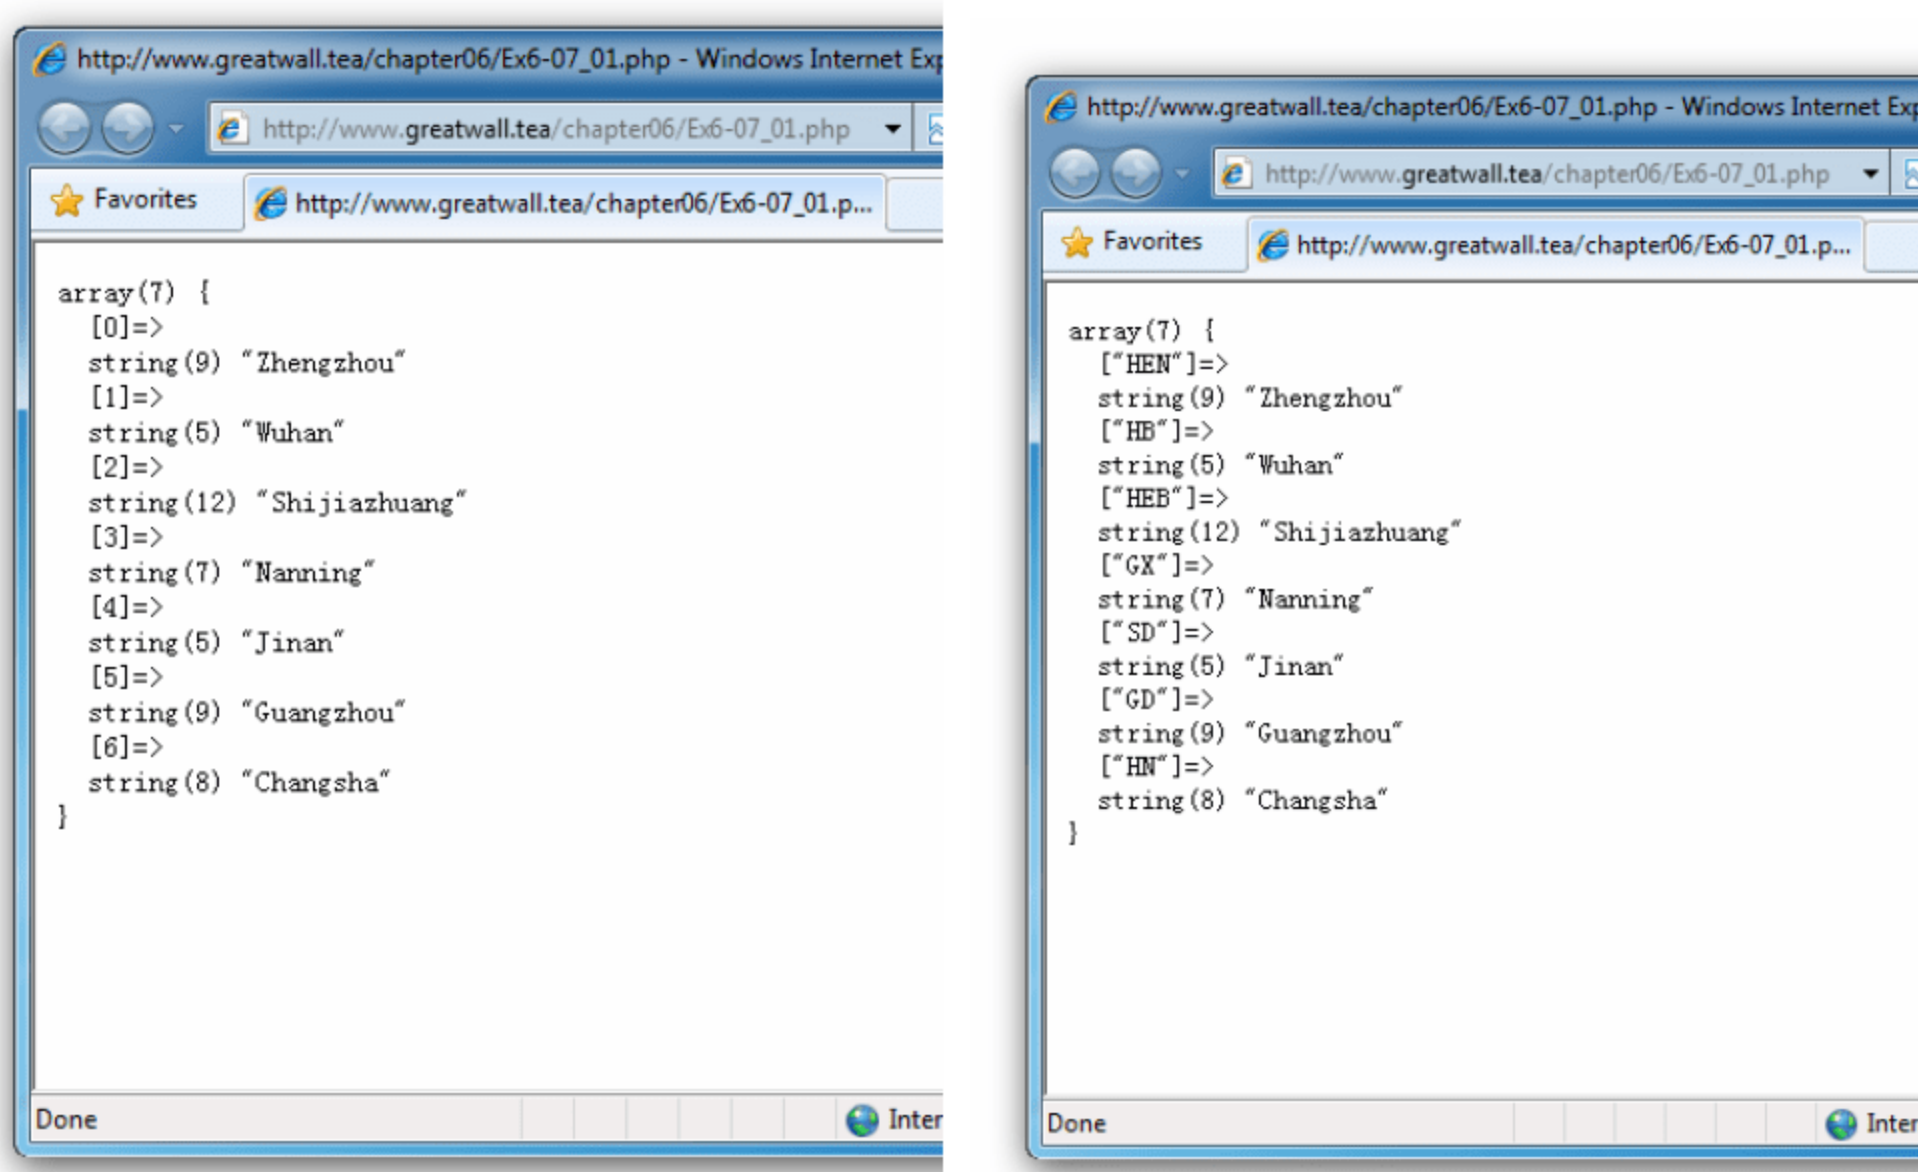 http://www.greatwall.tea/chapter06/Ex6-07_01.php - Windows Internet Exp
http://www.greatwall.tea/chapter06/Ex6-07_01.php
Favorites
http://www.greatwall.tea/chapter06/Ex6-07_01.p...
array(7) {
[0]=>
string(9) "Zhengzhou"
[1]=>
string(5) "Wuhan"
[2]=>
string(12) "Shijiazhuang"
[3]=>
string(7) "Nanning"
[4]=>
string(5) "Jinan"
[5]=>
string(9) "Guangzhou"
[6]=>
string(8) "Changsha"
}
Done
Inter
http://www.greatwall.tea/chapter06/Ex6-07_01.php - Windows Internet Exp
http://www.greatwall.tea/chapter06/Ex6-07_01.php
Favorites
http://www.greatwall.tea/chapter06/Ex6-07_01.p...
array(7) {
["HEN"]=>
string(9) "Zhengzhou"
["HB"]=>
string(5) "Wuhan"
["HEB"]=>
string(12) "Shijiazhuang"
["GX"]=>
string(7) "Nanning"
["SD"]=>
string(5) "Jinan"
["GD"]=>
string(9) "Guangzhou"
["HN"]=>
string(8) "Changsha"
}
Done
Inter